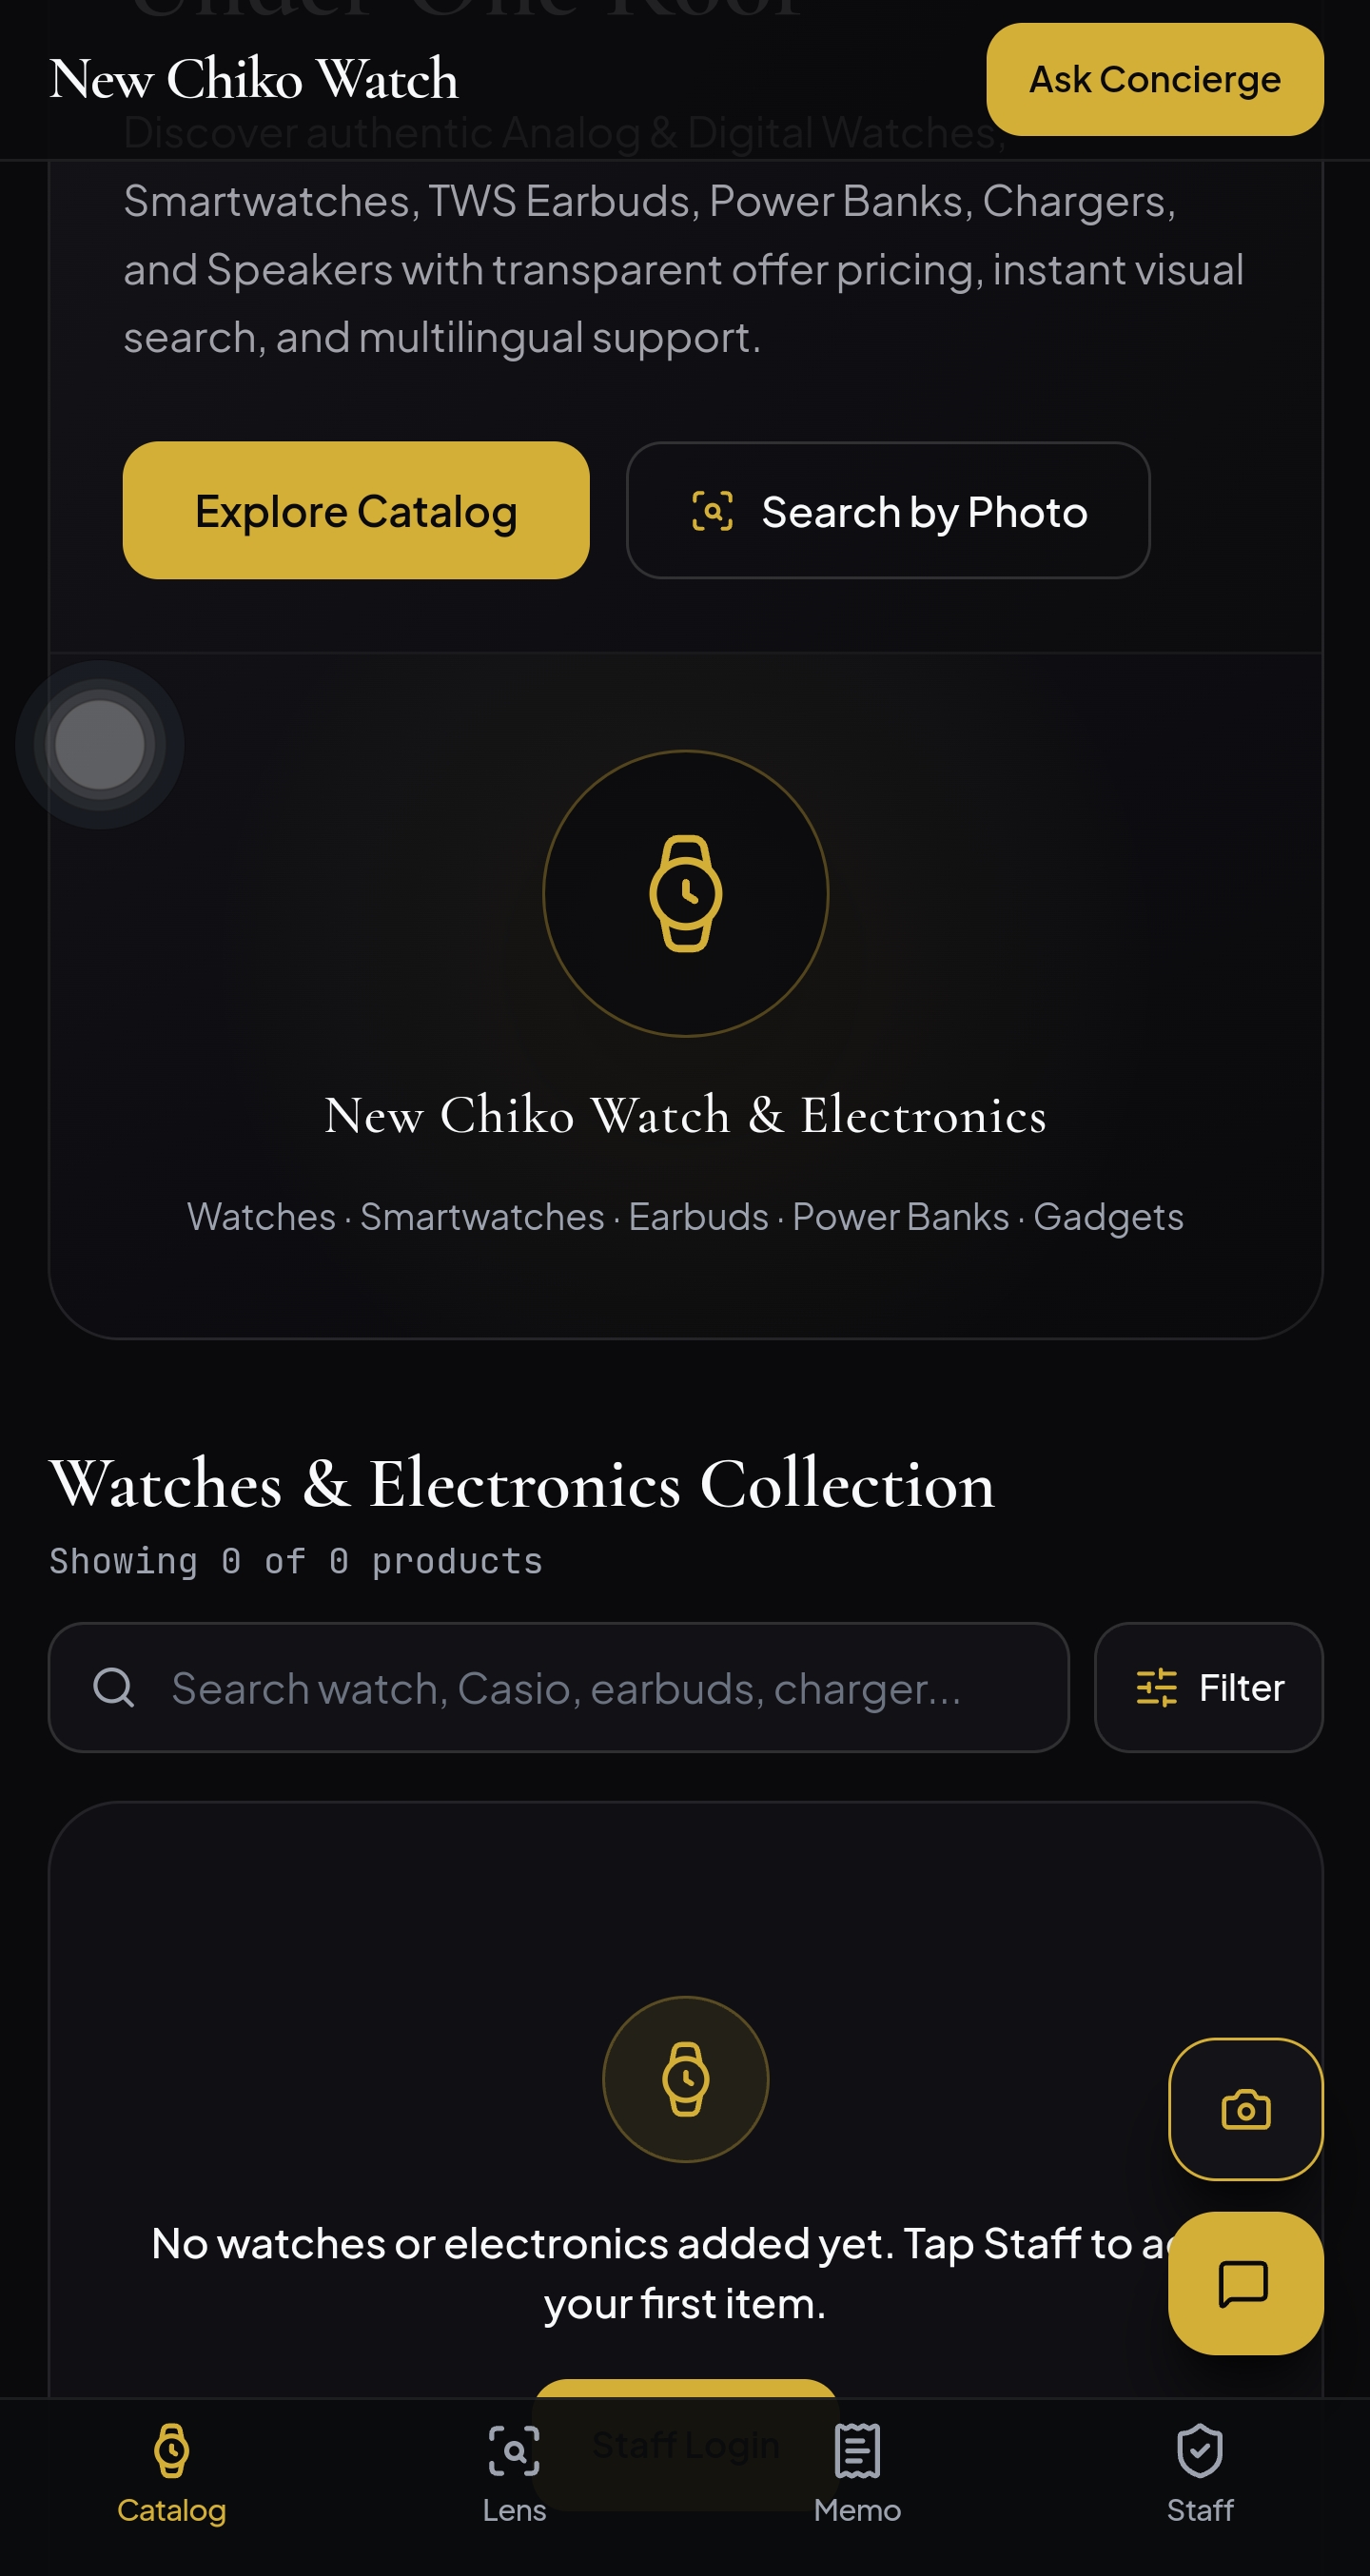 Under One Roof
New Chiko Watch
Ask Concierge
Discover authentic Analog & Digital Watches,
Smartwatches, TWS Earbuds, Power Banks, Chargers,
and Speakers with transparent offer pricing, instant visual
search, and multilingual support.
Explore Catalog
Search by Photo
New Chiko Watch & Electronics
Watches · Smartwatches · Earbuds · Power Banks · Gadgets
Watches & Electronics Collection
Showing 0 of 0 products
Search watch, Casio, earbuds, charger...
Filter
No watches or electronics added yet. Tap Staff to
your first item.
Staff Login
Catalog
Lens
Memo
Staff